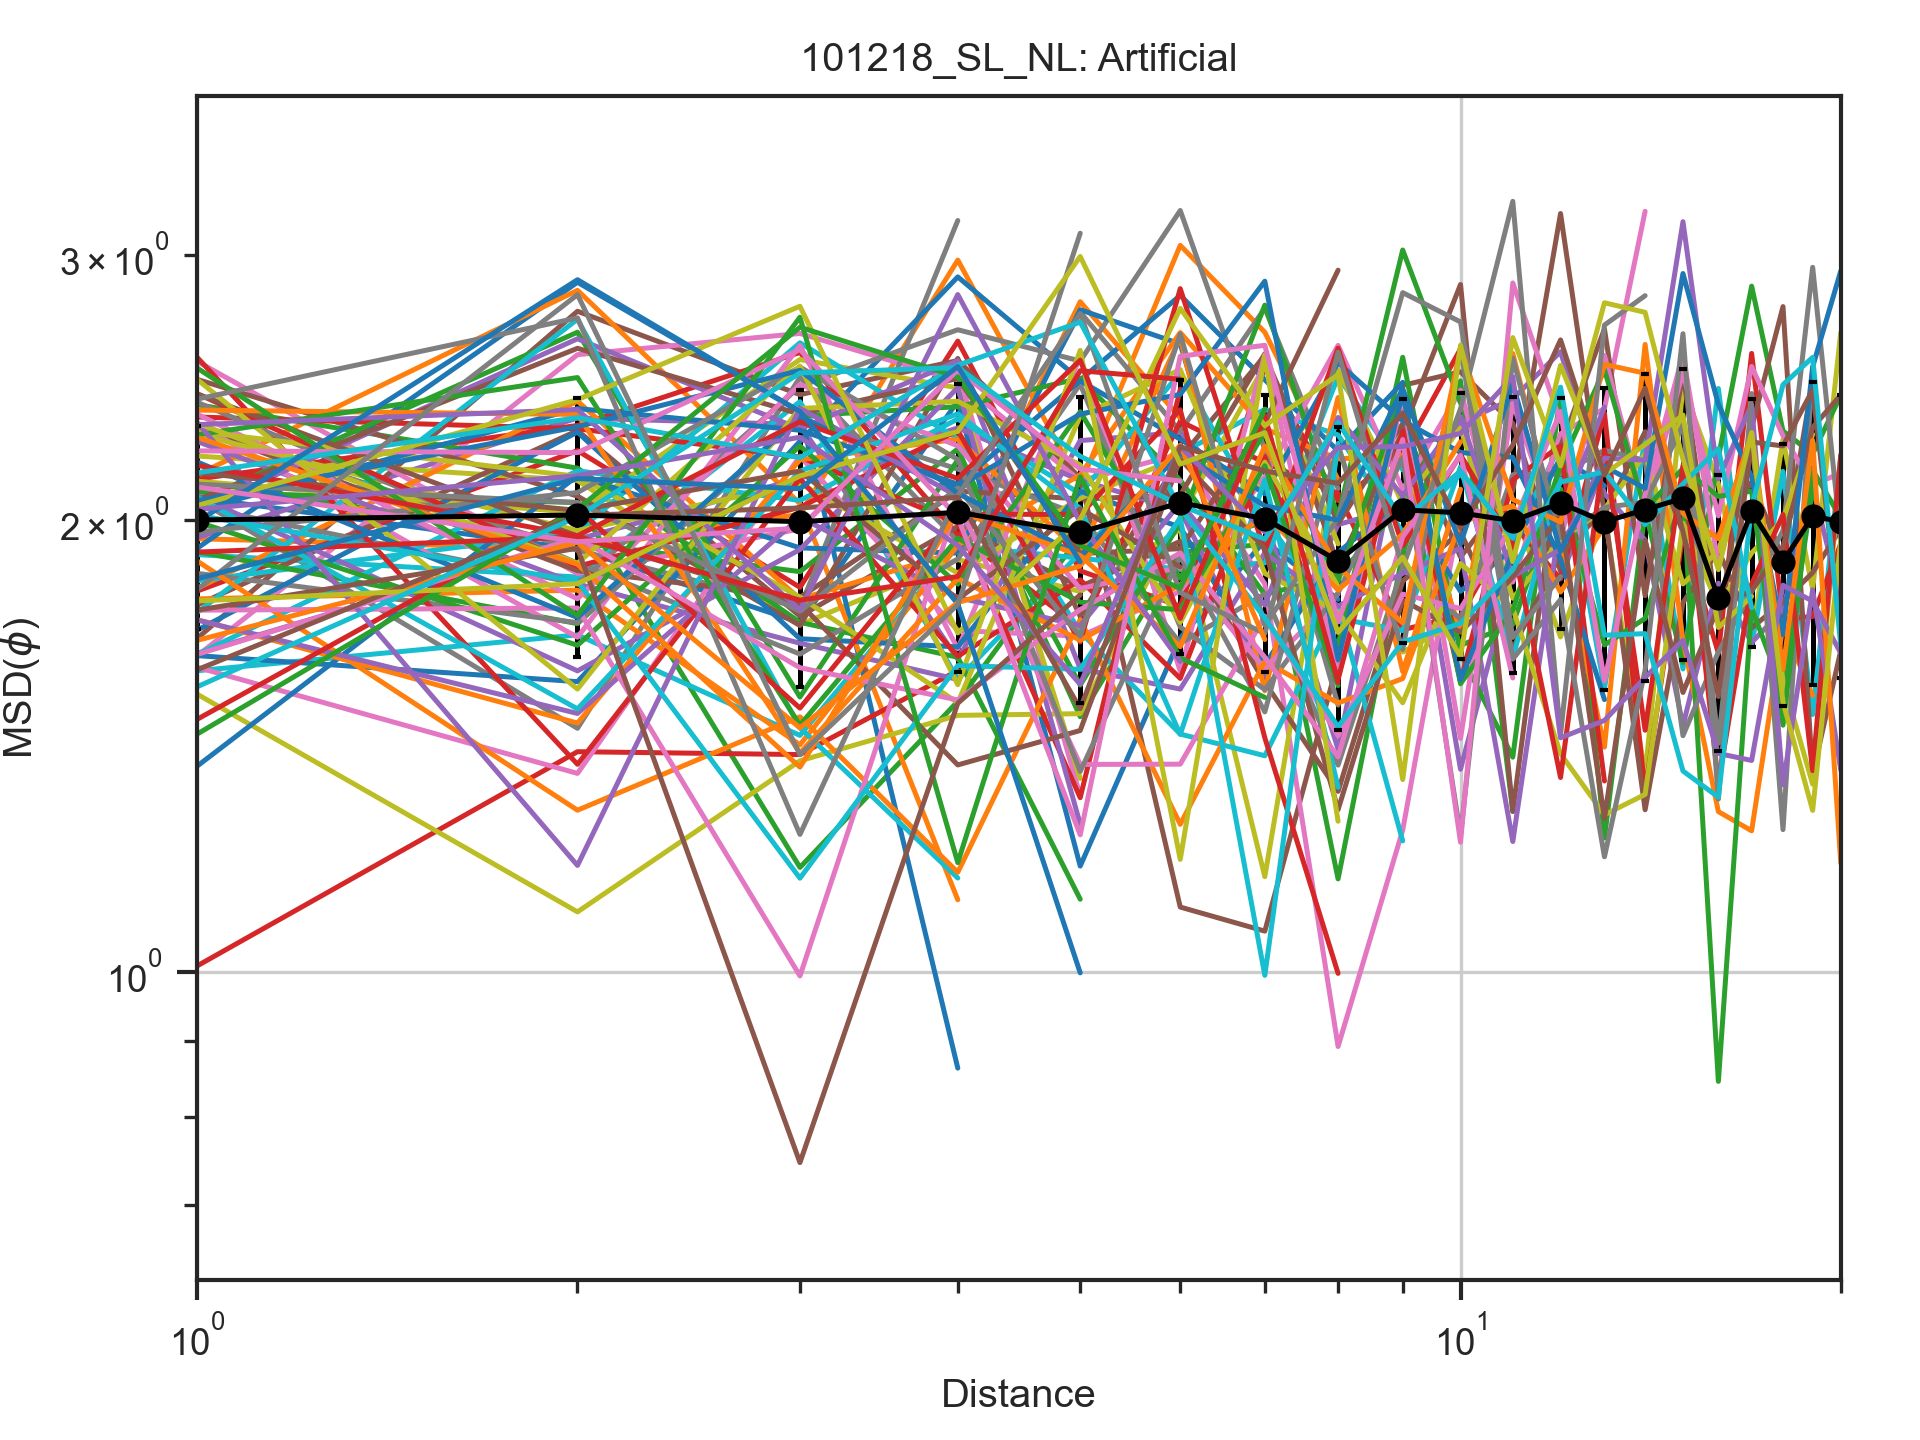 101218_SL_NL: Artificial
MSD(ϕ)
3 × 10⁰
2 × 10⁰
10⁰
10⁰
10¹
Distance